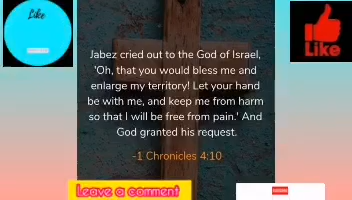 Like
Like
Jabez cried out to the God of Israel,
'Oh, that you would bless me and
enlarge my territory! Let your hand
be with me, and keep me from harm
so that I will be free from pain.' And
God granted his request.
-1 Chronicles 4:10
Leave a comment